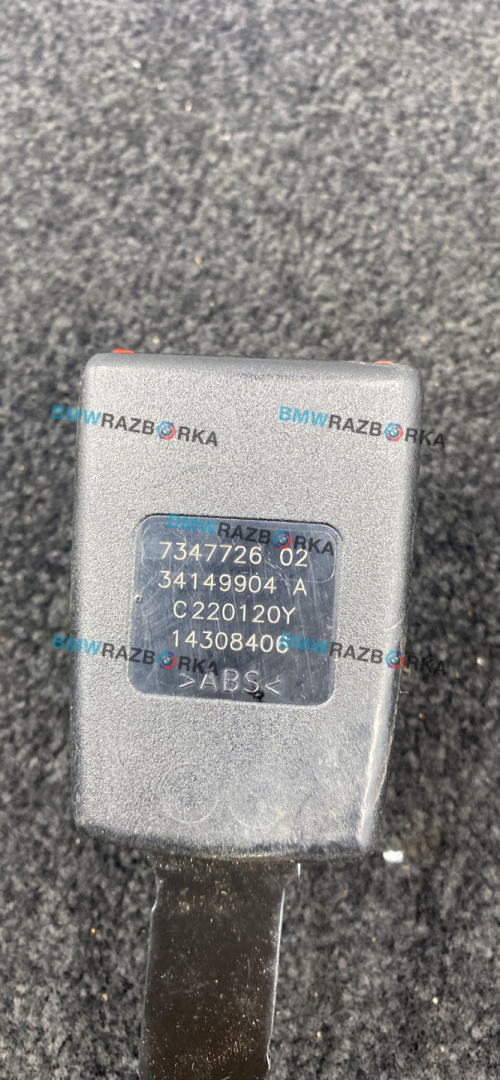 BMWRAZBORKA
BMWRAZBORKA
BMWRAZBORKA
7347726 02
34149904 A
C220120Y
14308406
BMWRAZBORKA
BMWRAZBORKA
>ABS<